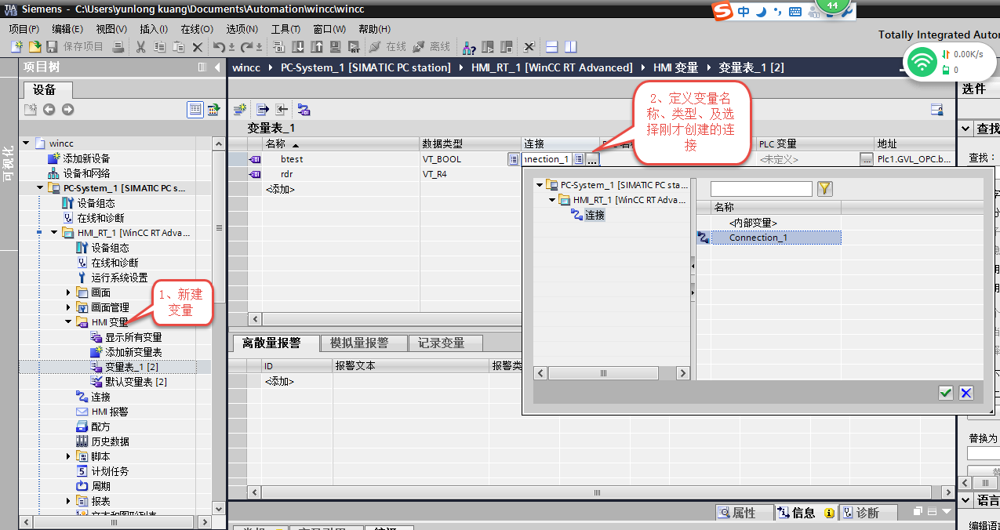 TIA V13 Siemens - C:\Users\yunlong kuang\Documents\Automation\wincc\wincc
中
44
项目(P) 编辑(E) 视图(V) 插入(I) 在线(O) 选项(N) 工具(T) 窗口(W) 帮助(H)
保存项目 在线 离线
Totally Integrated Autor
0.00K/s
0
项目树
wincc PC-System_1 [SIMATIC PC station] HMI_RT_1 [WinCC RT Advanced] HMI 变量 变量表_1 [2]
选件
设备
可视化
变量表_1
查找
2、定义变量名
称、类型、及选
择刚才创建的连
接
名称 数据类型 连接 PLC 变量 地址
btest VT_BOOL nnection_1 <未定义> Plc1.GVL_OPC.b...
查找：
rdr VT_R4
<添加>
wincc
添加新设备
设备和网络
PC-System_1 [SIMATIC PC s...
设备组态
在线和诊断
HMI_RT_1 [WinCC RT Adva...
设备组态
在线和诊断
运行系统设置
画面
画面管理
HMI 变量
显示所有变量
添加新变量表
变量表_1 [2]
默认变量表 [2]
连接
HMI 报警
配方
历史数据
脚本
计划任务
周期
报表
1、新建
变量
PC-System_1 [SIMATIC PC sta...
HMI_RT_1 [WinCC RT Adva...
连接
名称
<内部变量>
Connection_1
离散量报警 模拟量报警 记录变量
ID 报警文本 报警类
<添加>
替换为
语言
编辑语
属性 信息 诊断